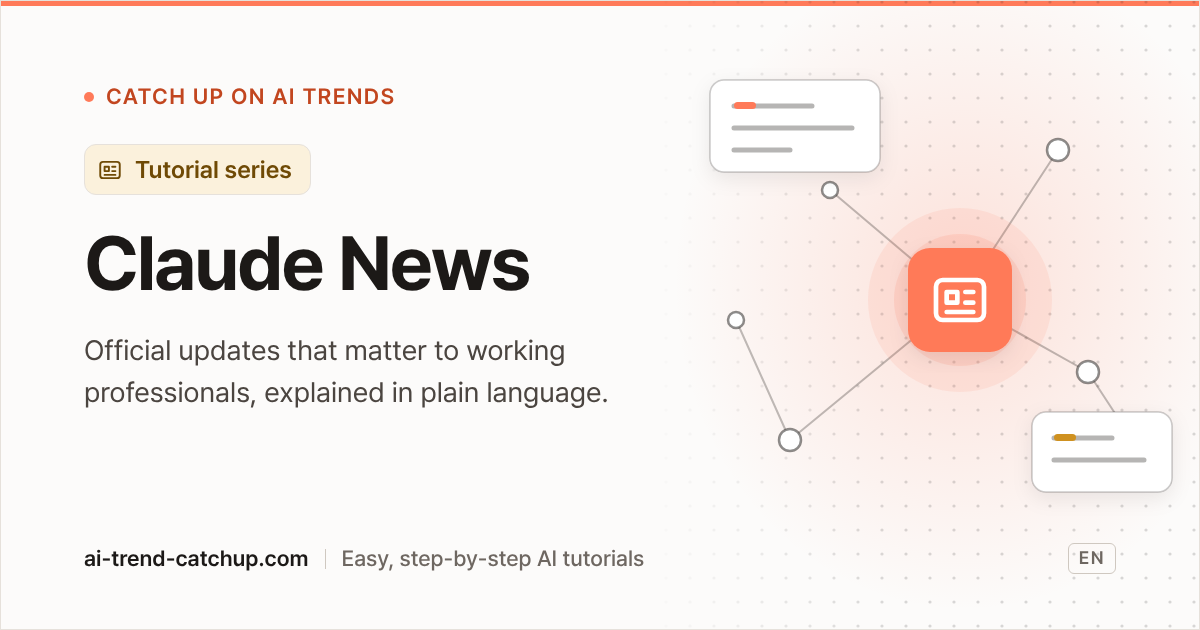 CATCH UP ON AI TRENDS
Tutorial series
Claude News
Official updates that matter to working
professionals, explained in plain language.
ai-trend-catchup.com
Easy, step-by-step AI tutorials
EN